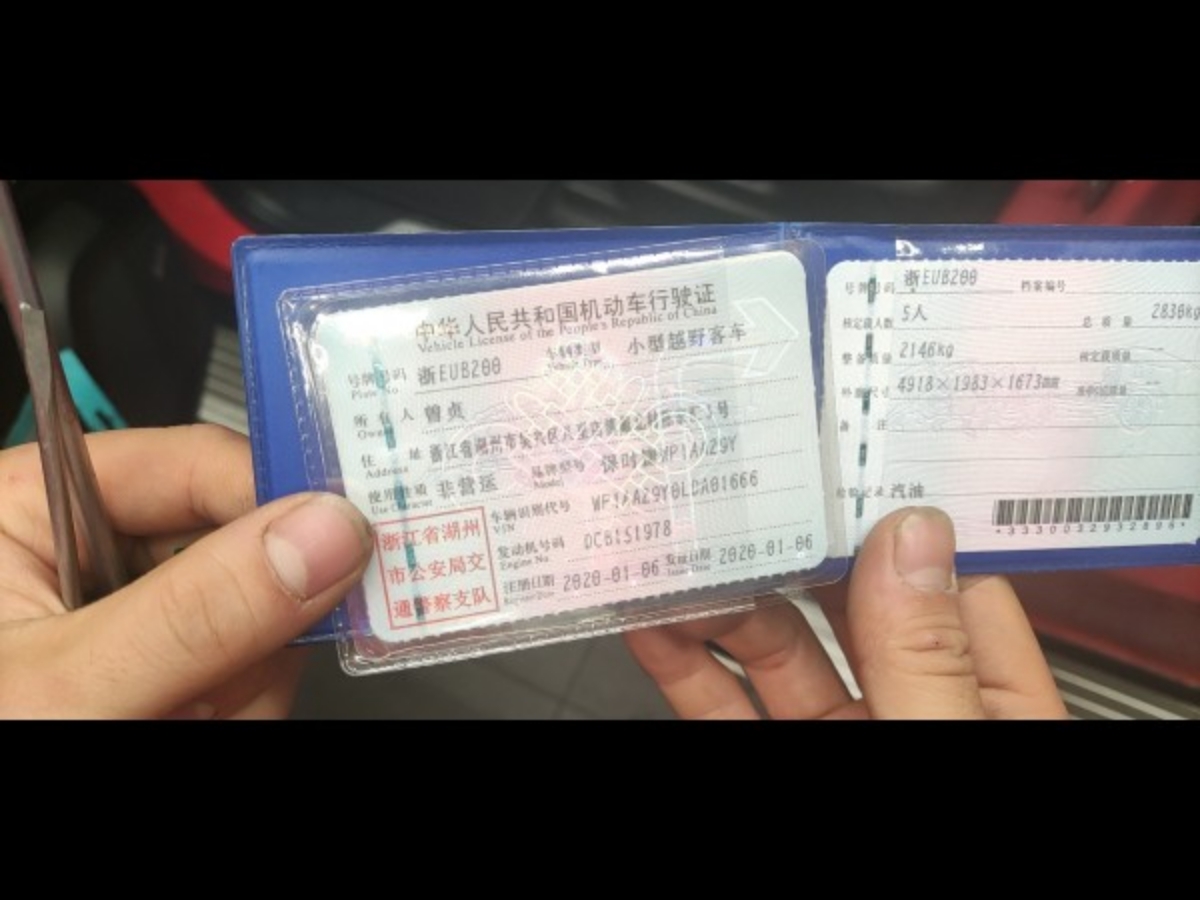 中华人民共和国机动车行驶证
Vehicle License of the People's Republic of China
号牌号码 浙EUB200 车辆类型 小型越野客车
Plate No. Vehicle Type
所有人 曾贞
Owner
住 址 浙江省湖州市 号
Address
使用性质 非营运 品牌型号 保时捷WP1AA29Y
Use Character Model
浙江省湖州
市公安局交
通警察支队
车辆识别代号 WP1AA29Y0LDA01666
VIN
发动机号码 DCB1S1978
Engine No.
注册日期 2020-01-06 发证日期 2020-01-06
Register Date Issue Date
号牌号码 浙EUB200 档案编号
核定载人数 5人 总质量 2830kg
整备质量 2146kg 核定载质量 --
外廓尺寸 4918×1983×1673mm 准牵引总质量 --
备 注
检验记录 汽油